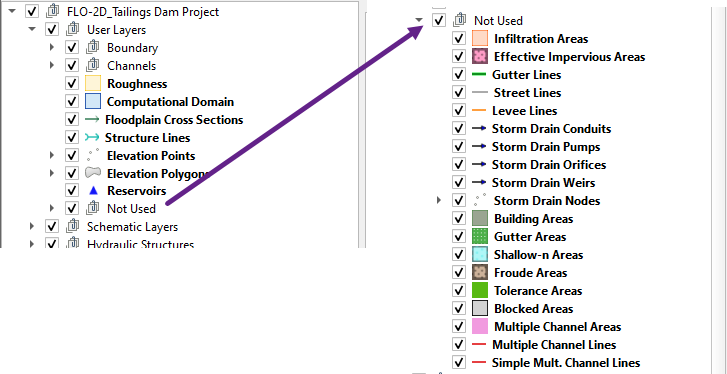 FLO-2D_Tailings Dam Project
User Layers
Boundary
Channels
Roughness
Computational Domain
Floodplain Cross Sections
Structure Lines
Elevation Points
Elevation Polygons
Reservoirs
Not Used
Schematic Layers
Hydraulic Structures
Not Used
Infiltration Areas
Effective Impervious Areas
Gutter Lines
Street Lines
Levee Lines
Storm Drain Conduits
Storm Drain Pumps
Storm Drain Orifices
Storm Drain Weirs
Storm Drain Nodes
Building Areas
Gutter Areas
Shallow-n Areas
Froude Areas
Tolerance Areas
Blocked Areas
Multiple Channel Areas
Multiple Channel Lines
Simple Mult. Channel Lines